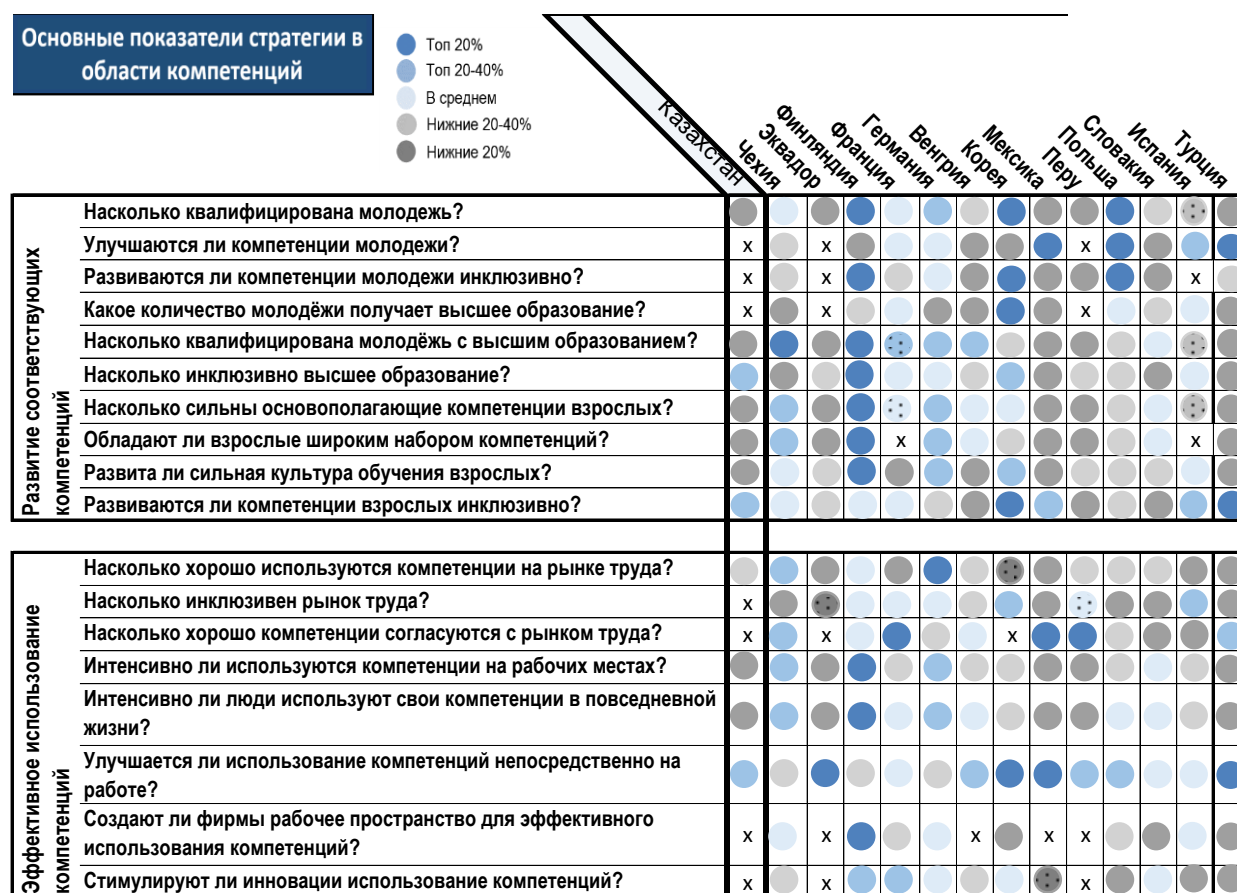 Основные показатели стратегии в
области компетенций
Топ 20%
Топ 20-40%
В среднем
Нижние 20-40%
Нижние 20%
Казахстан
Чехия
Эквадор
Финляндия
Франция
Германия
Венгрия
Корея
Мексика
Перу
Польша
Словакия
Испания
Турция
Развитие соответствующих
компетенций
Насколько квалифицирована молодежь?
Улучшаются ли компетенции молодежи?
x x x
Развиваются ли компетенции молодежи инклюзивно?
x x x
Какое количество молодёжи получает высшее образование?
x x x
Насколько квалифицирована молодёжь с высшим образованием?
Насколько инклюзивно высшее образование?
Насколько сильны основополагающие компетенции взрослых?
Обладают ли взрослые широким набором компетенций?
x x
Развита ли сильная культура обучения взрослых?
Развиваются ли компетенции взрослых инклюзивно?
Эффективное использование
компетенций
Насколько хорошо используются компетенции на рынке труда?
Насколько инклюзивен рынок труда?
x
Насколько хорошо компетенции согласуются с рынком труда?
x x x
Интенсивно ли используются компетенции на рабочих местах?
Интенсивно ли люди используют свои компетенции в повседневной
жизни?
Улучшается ли использование компетенций непосредственно на
работе?
Создают ли фирмы рабочее пространство для эффективного
использования компетенций?
x x x x x
Стимулируют ли инновации использование компетенций?
x x x